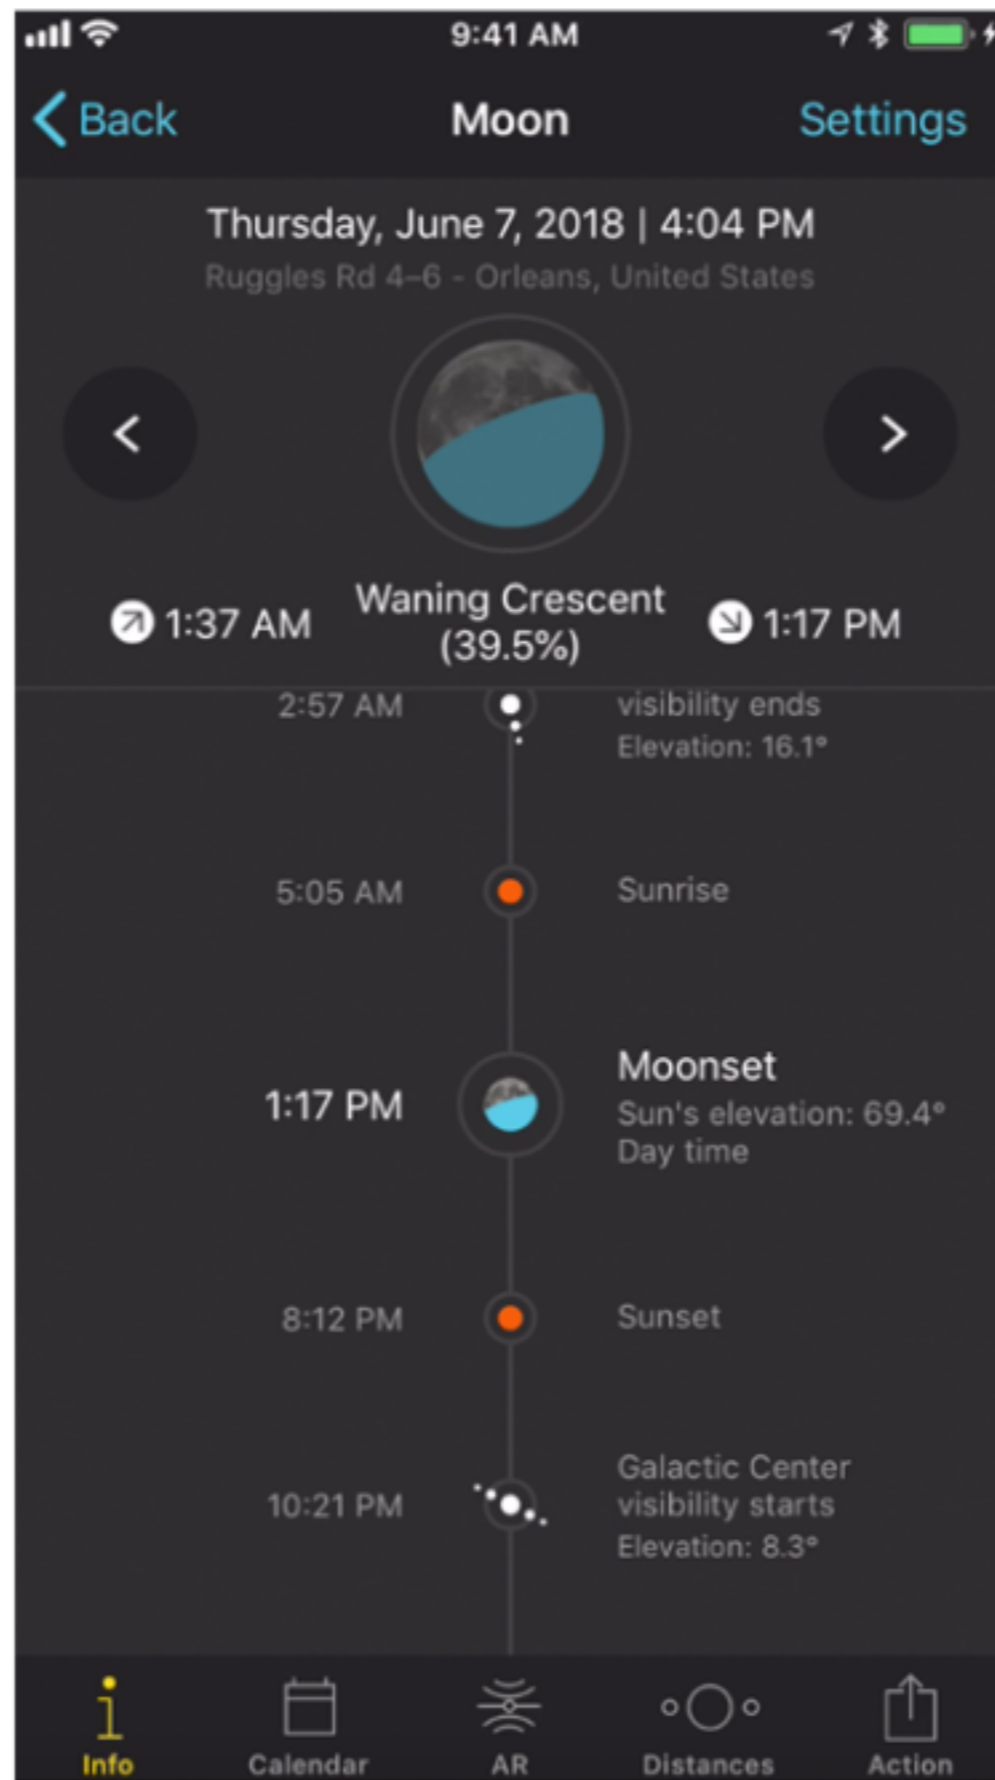 9:41 AM
Back
Moon
Settings
Thursday, June 7, 2018 | 4:04 PM
Ruggles Rd 4–6 - Orleans, United States
<
>
1:37 AM
Waning Crescent
(39.5%)
1:17 PM
2:57 AM
visibility ends
Elevation: 16.1°
5:05 AM
Sunrise
1:17 PM
Moonset
Sun's elevation: 69.4°
Day time
8:12 PM
Sunset
10:21 PM
Galactic Center
visibility starts
Elevation: 8.3°
Info
Calendar
AR
Distances
Action